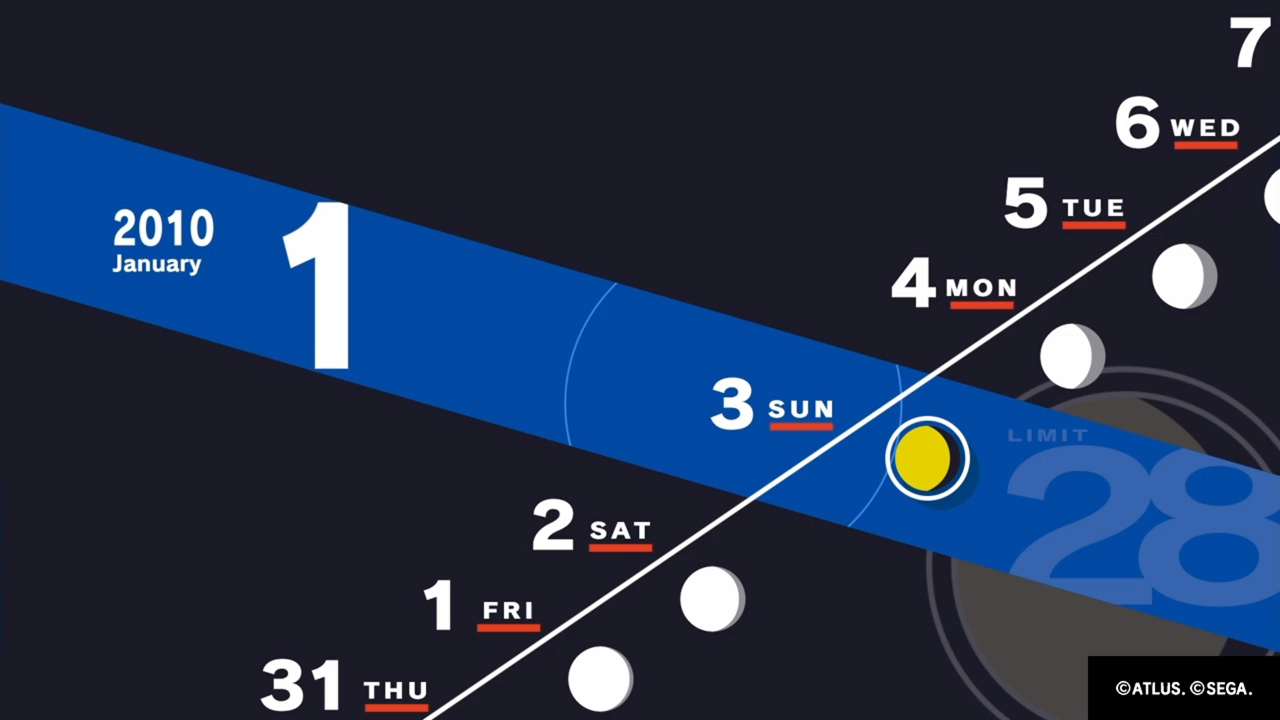 7
6 WED
5 TUE
4 MON
2010
January
1
3 SUN
LIMIT
28
2 SAT
1 FRI
31 THU
©ATLUS. ©SEGA.